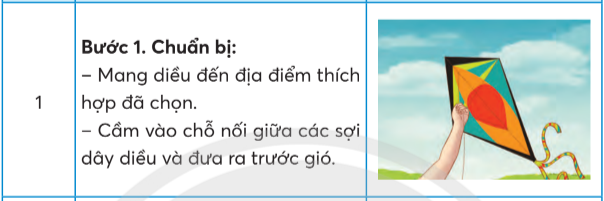 1
Bước 1. Chuẩn bị:
– Mang diều đến địa điểm thích
hợp đã chọn.
– Cầm vào chỗ nối giữa các sợi
dây diều và đưa ra trước gió.